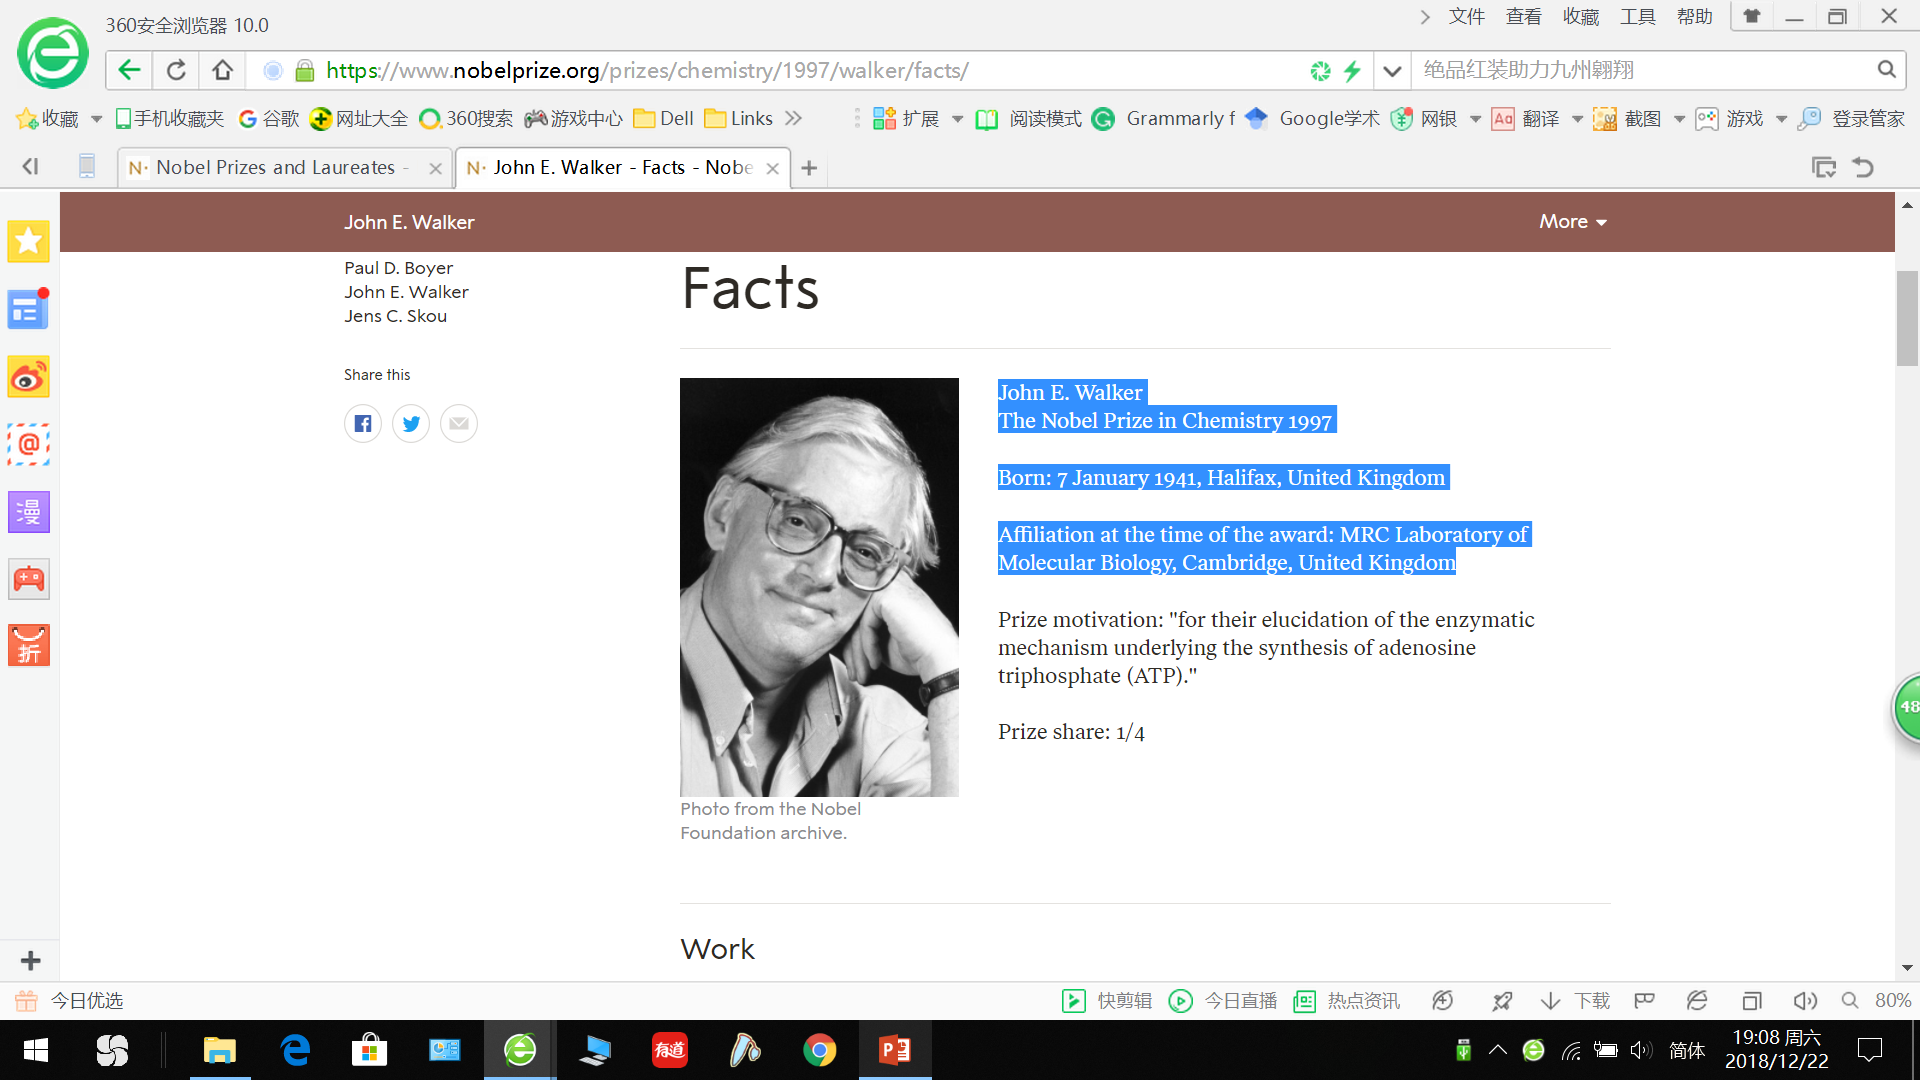 360安全浏览器 10.0
文件 查看 收藏 工具 帮助
https://www.nobelprize.org/prizes/chemistry/1997/walker/facts/
绝品红装助力九州翱翔
收藏 手机收藏夹 谷歌 网址大全 360搜索 游戏中心 Dell Links
扩展 阅读模式 Grammarly f Google学术 网银 Aa 翻译 截图 游戏 登录管家
N· Nobel Prizes and Laureates -
N· John E. Walker - Facts - Nobe
John E. Walker
More
Paul D. Boyer
John E. Walker
Jens C. Skou
Share this
Facts
John E. Walker
The Nobel Prize in Chemistry 1997
Born: 7 January 1941, Halifax, United Kingdom
Affiliation at the time of the award: MRC Laboratory of
Molecular Biology, Cambridge, United Kingdom
Prize motivation: "for their elucidation of the enzymatic
mechanism underlying the synthesis of adenosine
triphosphate (ATP)."
Prize share: 1/4
Photo from the Nobel
Foundation archive.
Work
漫
折
48
今日优选
快剪辑 今日直播 热点资讯 下载 80%
有道
简体
19:08 周六
2018/12/22